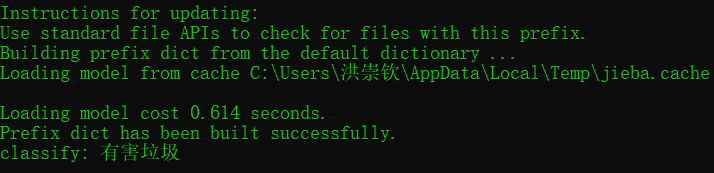 Instructions for updating:
Use standard file APIs to check for files with this prefix.
Building prefix dict from the default dictionary ...
Loading model from cache C:\Users\洪崇钦\AppData\Local\Temp\jieba.cache
Loading model cost 0.614 seconds.
Prefix dict has been built successfully.
classify: 有害垃圾